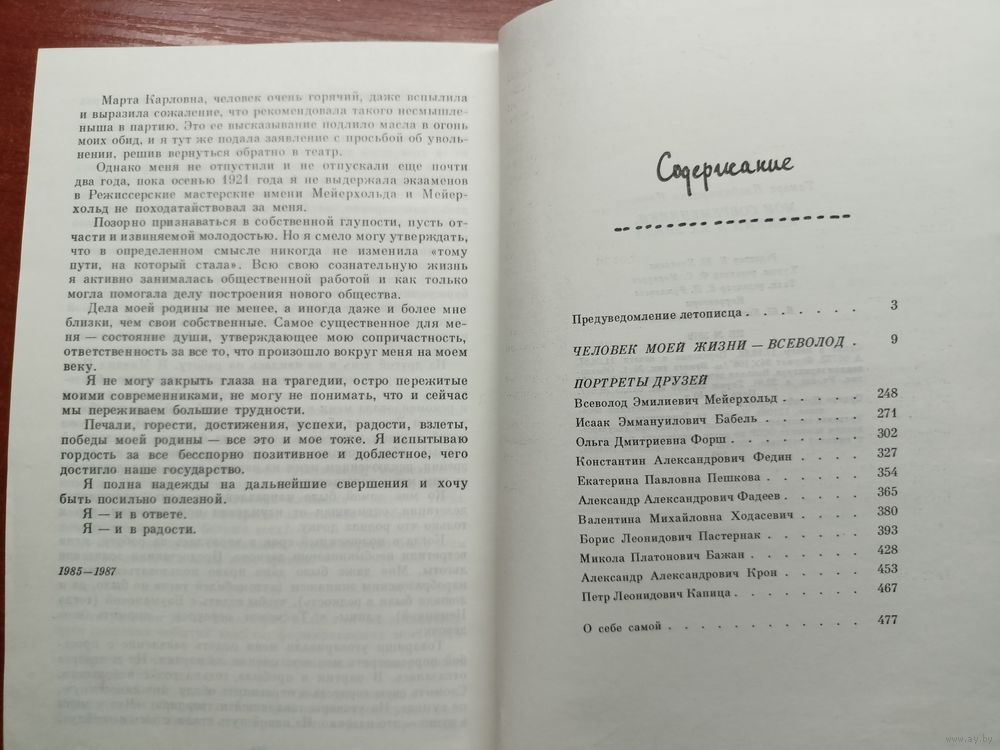 Марта Карловна, человек очень горячий, даже вспылила
и выразила сожаление, что рекомендовала такого несмышле-
ныша в партию. Это ее высказывание подлило масла в огонь
моих обид, и я тут же подала заявление с просьбой об уволь-
нении, решив вернуться обратно в театр.
Однако меня не отпустили и не отпускали еще почти
два года, пока осенью 1921 года я не выдержала экзаменов
в Режиссерские мастерские имени Мейерхольда и Мейер-
хольд не походатайствовал за меня.
Позорно признаваться в собственной глупости, пусть от-
части и извиняемой молодостью. Но я смело могу утверждать,
что в определенном смысле никогда не изменила «тому
пути, на который стала». Всю свою сознательную жизнь
я активно занималась общественной работой и как только
могла помогала делу построения нового общества.
Дела моей родины не менее, а иногда даже и более мне
близки, чем свои собственные. Самое существенное для ме-
ня — состояние души, утверждающее мою сопричастность,
ответственность за все то, что произошло вокруг меня на моем
веку.
Я не могу закрыть глаза на трагедии, остро пережитые
моими современниками, не могу не понимать, что и сейчас
мы переживаем большие трудности.
Печали, горести, достижения, успехи, радости, взлеты,
победы моей родины — все это и мое тоже. Я испытываю
гордость за все бесспорно позитивное и доблестное, чего
достигло наше государство.
Я полна надежды на дальнейшие свершения и хочу
быть посильно полезной.
Я — и в ответе.
Я — и в радости.
1985—1987
Содержание
Предуведомление летописца . . . . . . . 3
ЧЕЛОВЕК МОЕЙ ЖИЗНИ — ВСЕВОЛОД . 9
ПОРТРЕТЫ ДРУЗЕЙ
Всеволод Эмилиевич Мейерхольд . . . . . 248
Исаак Эммануилович Бабель . . . . . . 271
Ольга Дмитриевна Форш . . . . . . . 302
Константин Александрович Федин . . . . . 327
Екатерина Павловна Пешкова . . . . . . 354
Александр Александрович Фадеев . . . . . 365
Валентина Михайловна Ходасевич . . . . . 380
Борис Леонидович Пастернак . . . . . . 393
Микола Платонович Бажан . . . . . . 428
Александр Александрович Крон . . . . . 453
Петр Леонидович Капица . . . . . . . 467
О себе самой . . . . . . . . . . . 477
www.ay.by